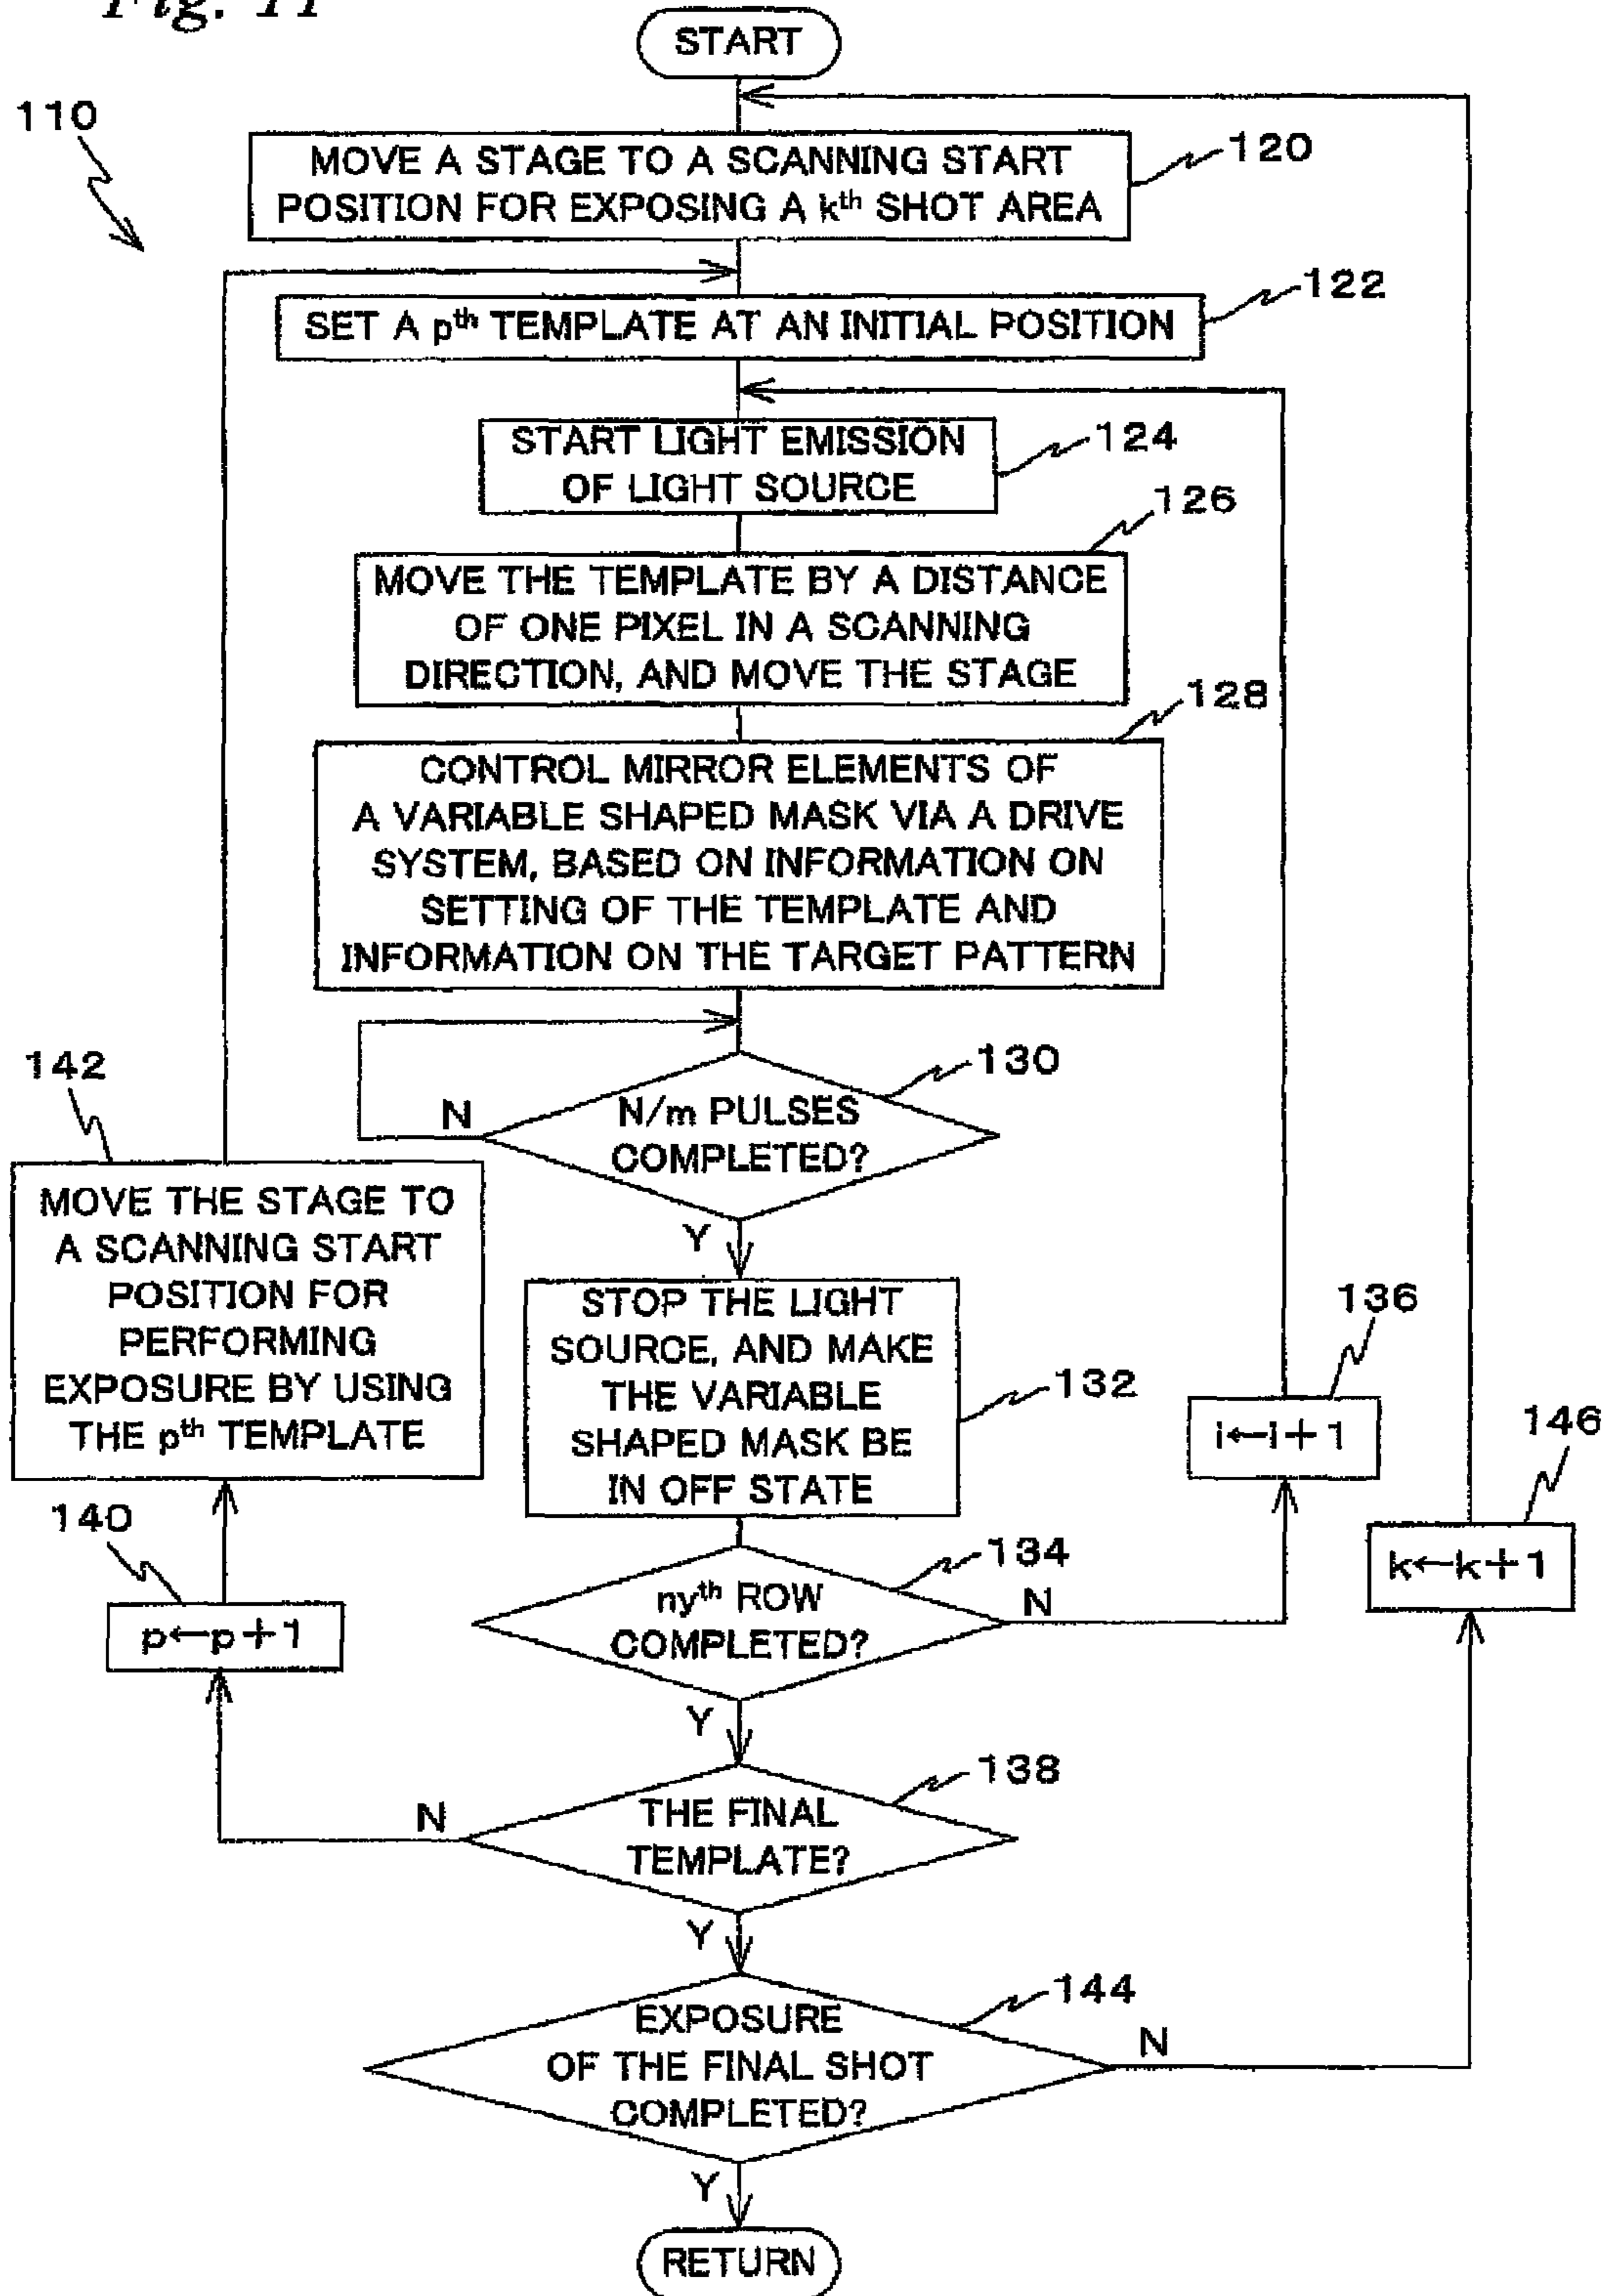 Fig. 11
START
110
MOVE A STAGE TO A SCANNING START
POSITION FOR EXPOSING A kth SHOT AREA
120
SET A pth TEMPLATE AT AN INITIAL POSITION
122
START LIGHT EMISSION
OF LIGHT SOURCE
124
126
MOVE THE TEMPLATE BY A DISTANCE
OF ONE PIXEL IN A SCANNING
DIRECTION, AND MOVE THE STAGE
128
CONTROL MIRROR ELEMENTS OF
A VARIABLE SHAPED MASK VIA A DRIVE
SYSTEM, BASED ON INFORMATION ON
SETTING OF THE TEMPLATE AND
INFORMATION ON THE TARGET PATTERN
130
N/m PULSES
COMPLETED?
N
Y
142
MOVE THE STAGE TO
A SCANNING START
POSITION FOR
PERFORMING
EXPOSURE BY USING
THE pth TEMPLATE
STOP THE LIGHT
SOURCE, AND MAKE
THE VARIABLE
SHAPED MASK BE
IN OFF STATE
132
136
i←i+1
146
k←k+1
140
p←p+1
134
nyth ROW
COMPLETED?
N
Y
138
THE FINAL
TEMPLATE?
N
Y
144
EXPOSURE
OF THE FINAL SHOT
COMPLETED?
N
Y
RETURN